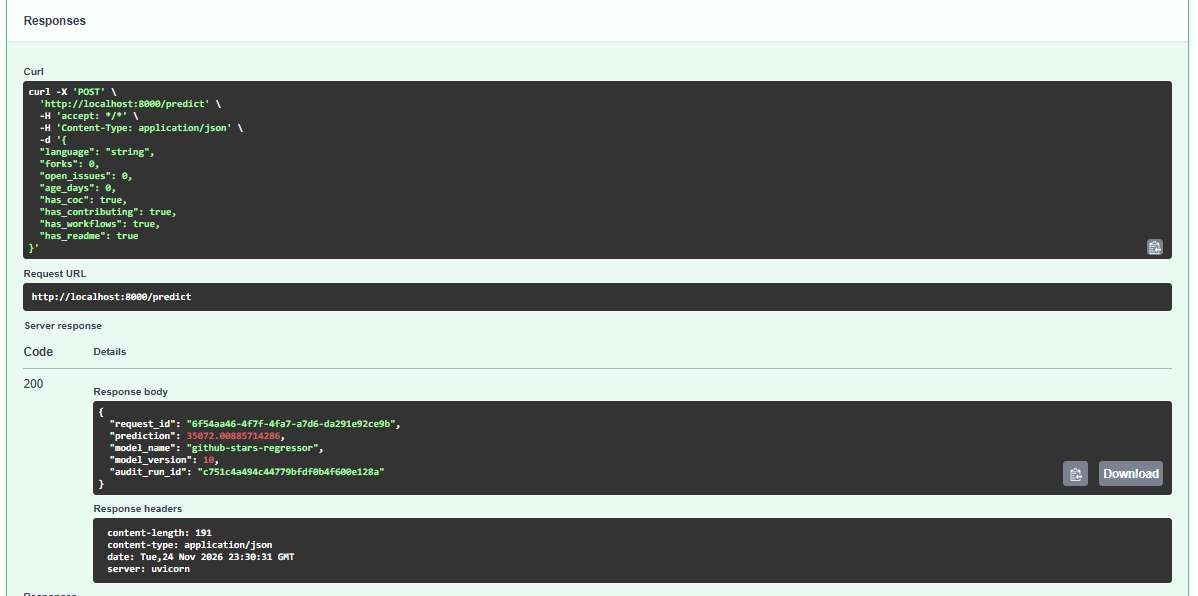 Responses
Curl
curl -X 'POST' \
'http://localhost:8000/predict' \
-H 'accept: */*' \
-H 'Content-Type: application/json' \
-d '{
"language": "string",
"forks": 0,
"open_issues": 0,
"age_days": 0,
"has_coc": true,
"has_contributing": true,
"has_workflows": true,
"has_readme": true
}'
Request URL
http://localhost:8000/predict
Server response
Code Details
200
Response body
{
"request_id": "6f54aa46-4f7f-4fa7-a7d6-da291e92ce9b",
"prediction": 35072.00885714286,
"model_name": "github-stars-regressor",
"model_version": 10,
"audit_run_id": "c751c4a494c44779bfdf0b4f600e128a"
}
Download
Response headers
content-length: 191
content-type: application/json
date: Tue,24 Nov 2026 23:30:31 GMT
server: uvicorn
Responses